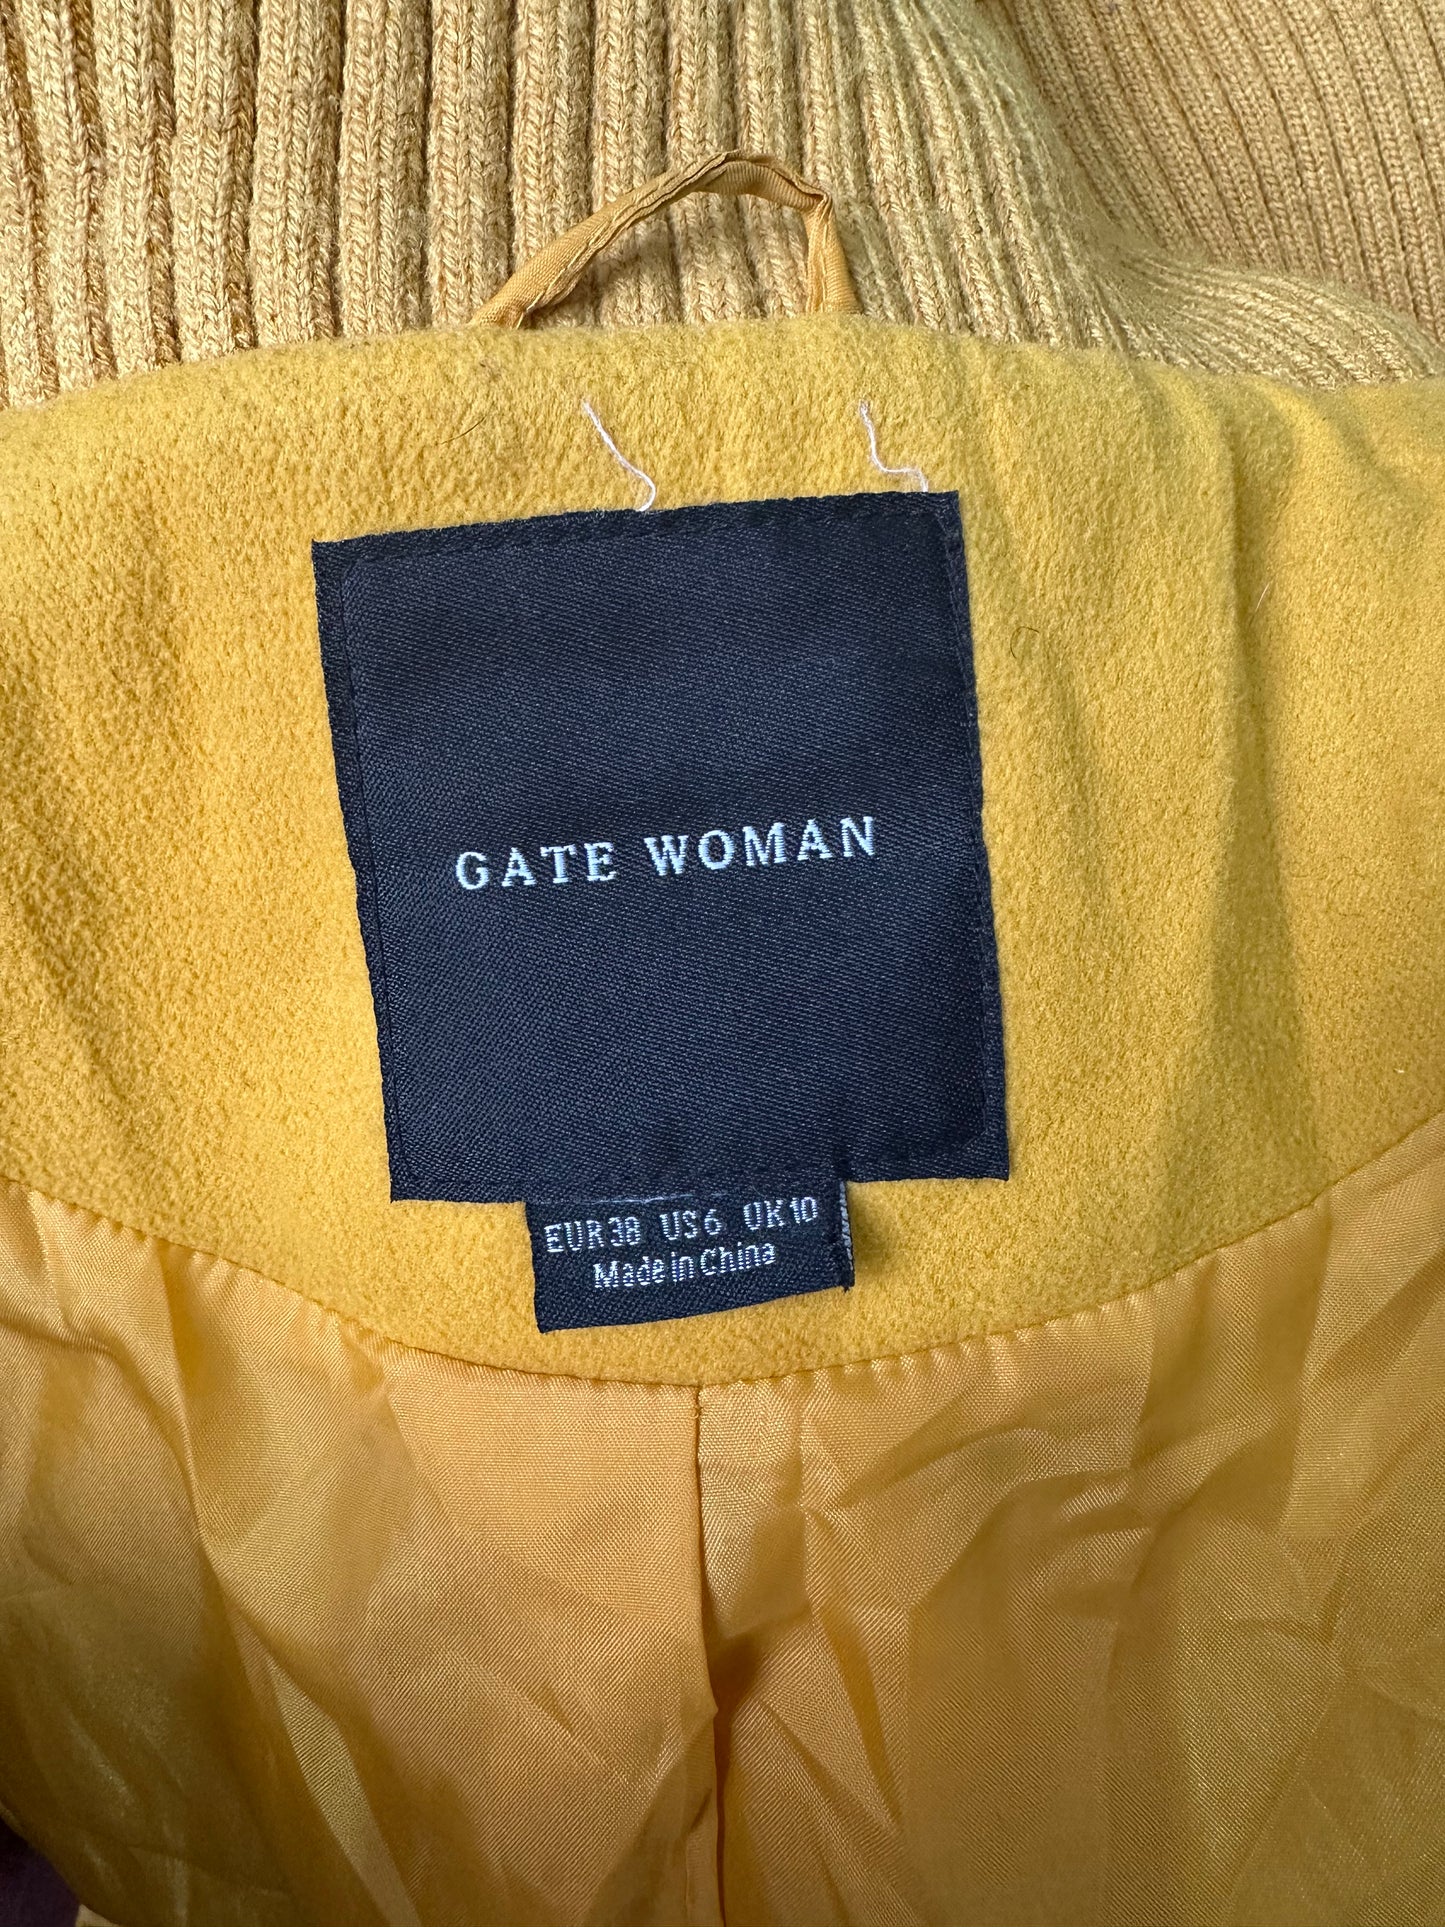 GATE WOMAN
EUR38 US6 UK10
Made in China